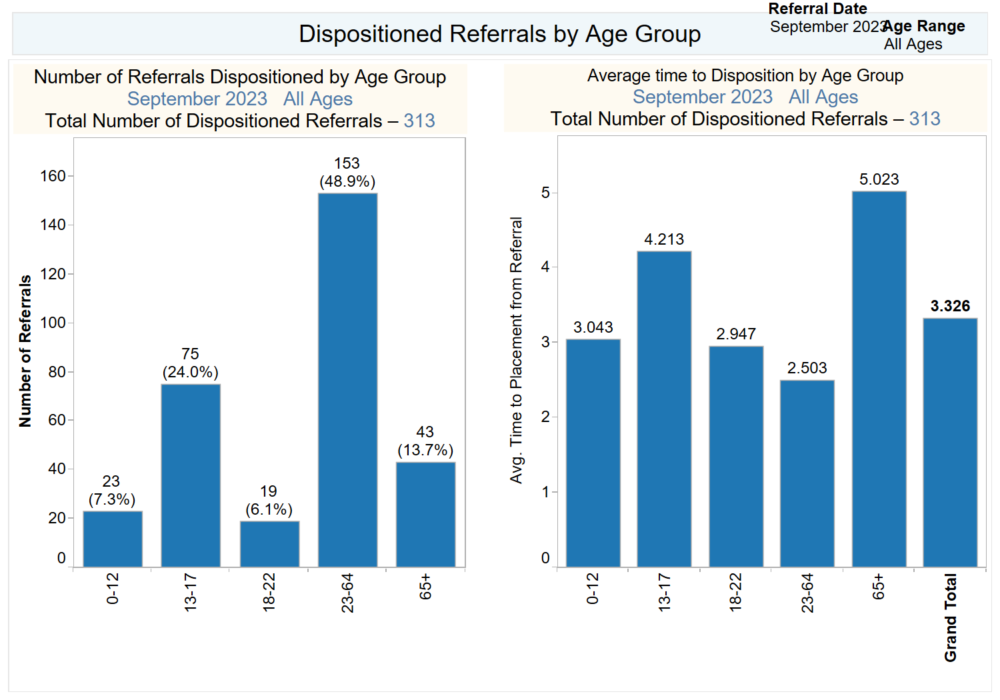 Referral Date
September 2023
Age Range
All Ages
Dispositioned Referrals by Age Group
Number of Referrals Dispositioned by Age Group
September 2023 All Ages
Total Number of Dispositioned Referrals – 313
Number of Referrals
160
140
120
100
80
60
40
20
0
23
(7.3%)
75
(24.0%)
19
(6.1%)
153
(48.9%)
43
(13.7%)
0-12
13-17
18-22
23-64
65+
Average time to Disposition by Age Group
September 2023 All Ages
Total Number of Dispositioned Referrals – 313
Avg. Time to Placement from Referral
5
4
3
2
1
0
3.043
4.213
2.947
2.503
5.023
3.326
0-12
13-17
18-22
23-64
65+
Grand Total